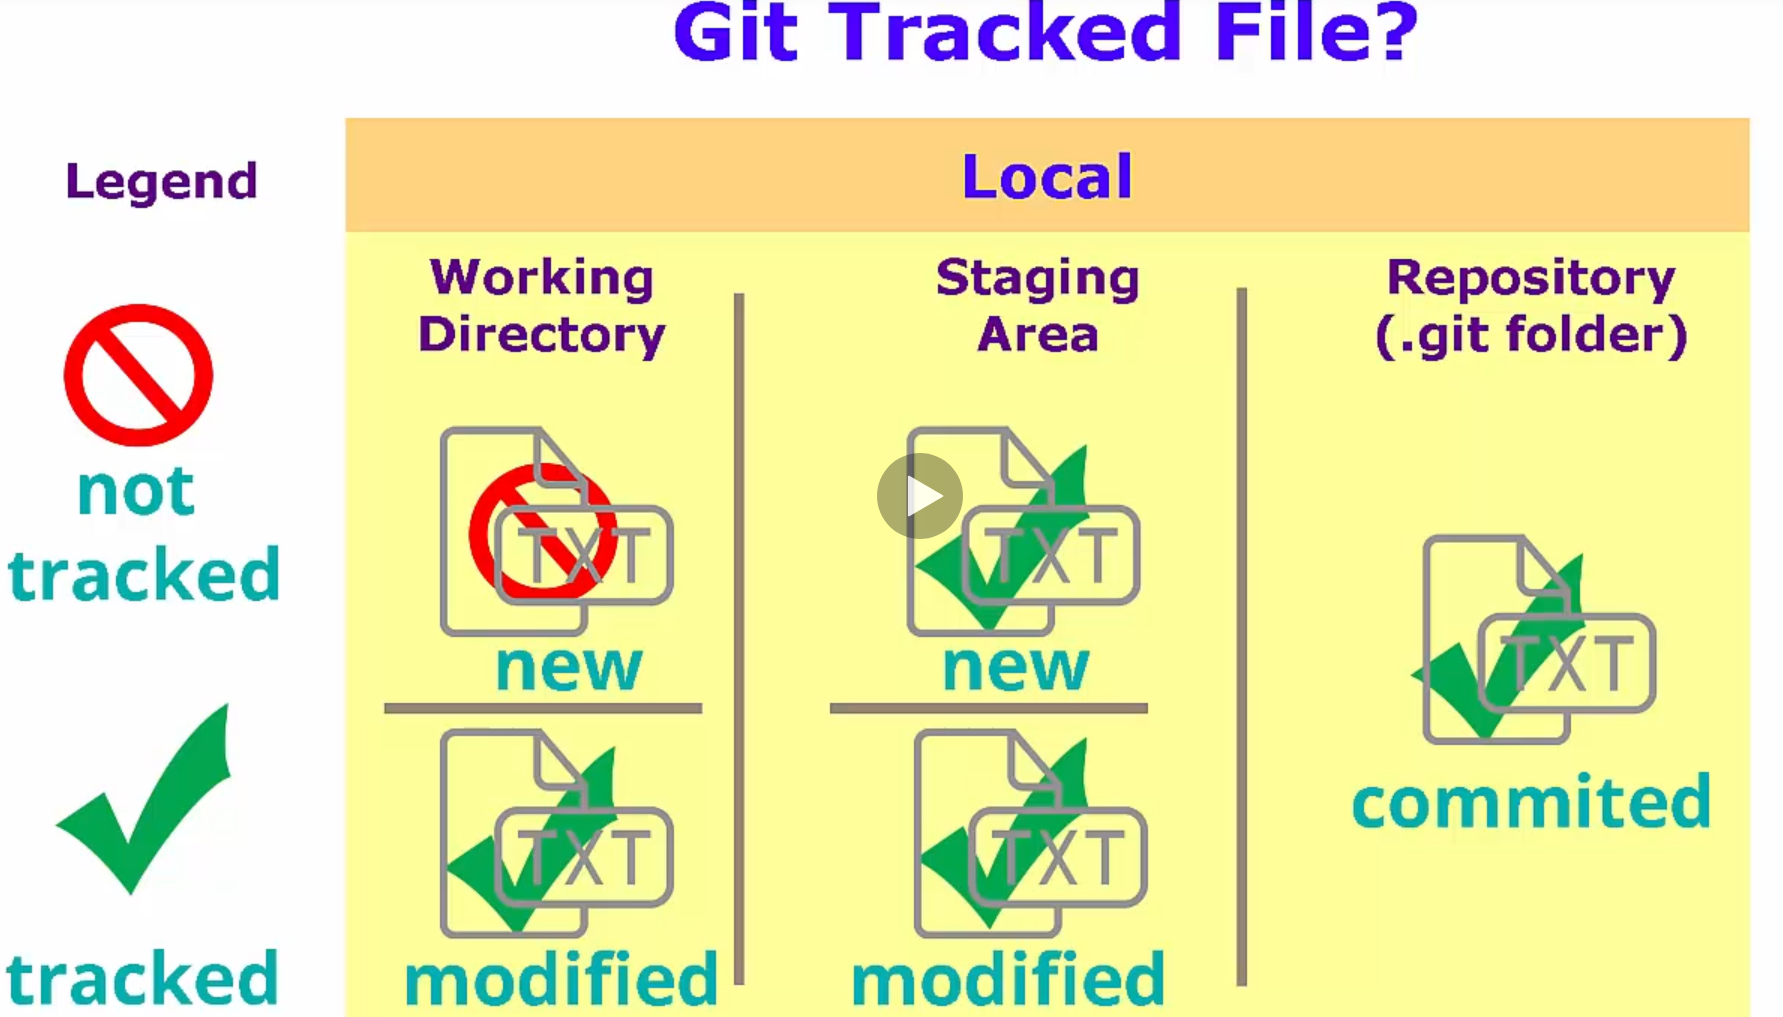 Git Tracked File?
Legend
Local
Working
Directory
Staging
Area
Repository
(.git folder)
not
tracked
TXT
new
TXT
new
TXT
commited
tracked
TXT
modified
TXT
modified